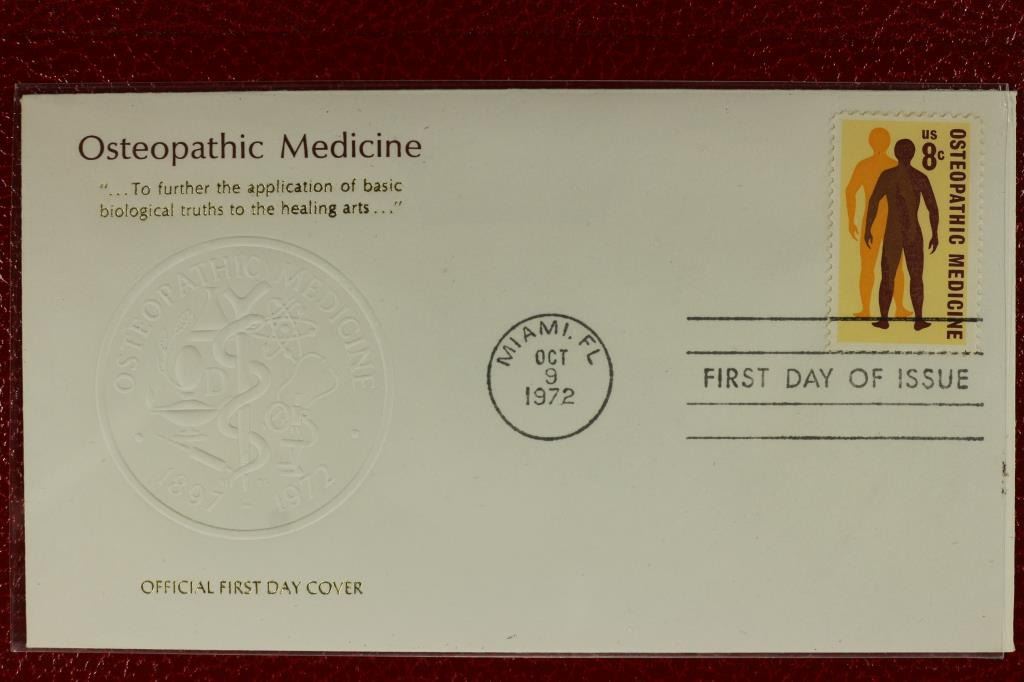 Osteopathic Medicine
"...To further the application of basic
biological truths to the healing arts..."
US
8c
OSTEOPATHIC MEDICINE
OSTEOPATHIC MEDICINE
DO
1897 - 1972
MIAMI, FL
OCT
9
1972
FIRST DAY OF ISSUE
OFFICIAL FIRST DAY COVER